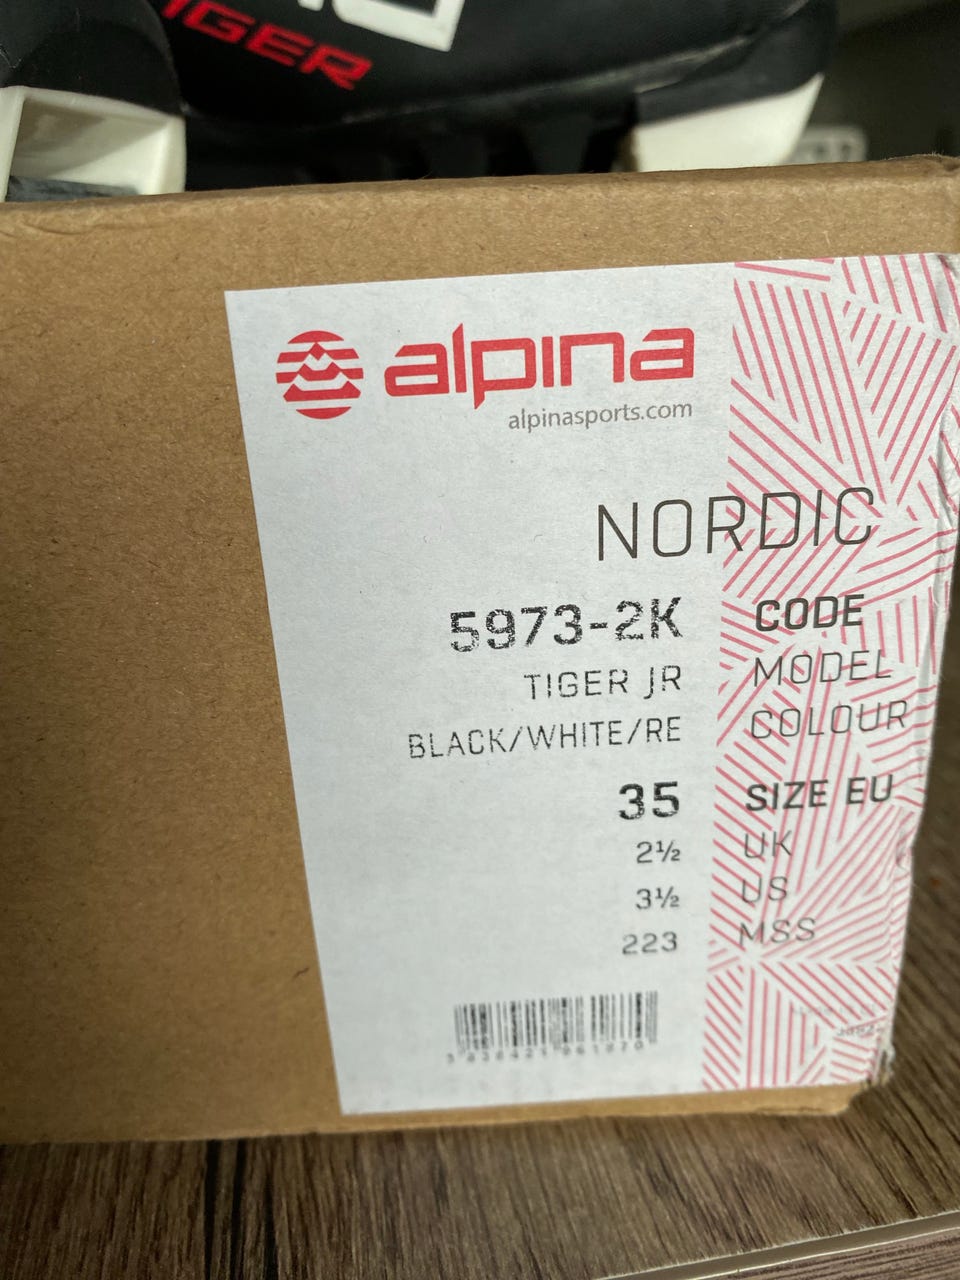 TIGER
alpina
alpinasports.com
NORDIC
5973-2K CODE
TIGER JR MODEL
BLACK/WHITE/RE COLOUR
35 SIZE EU
2½ UK
3½ US
223 MSS